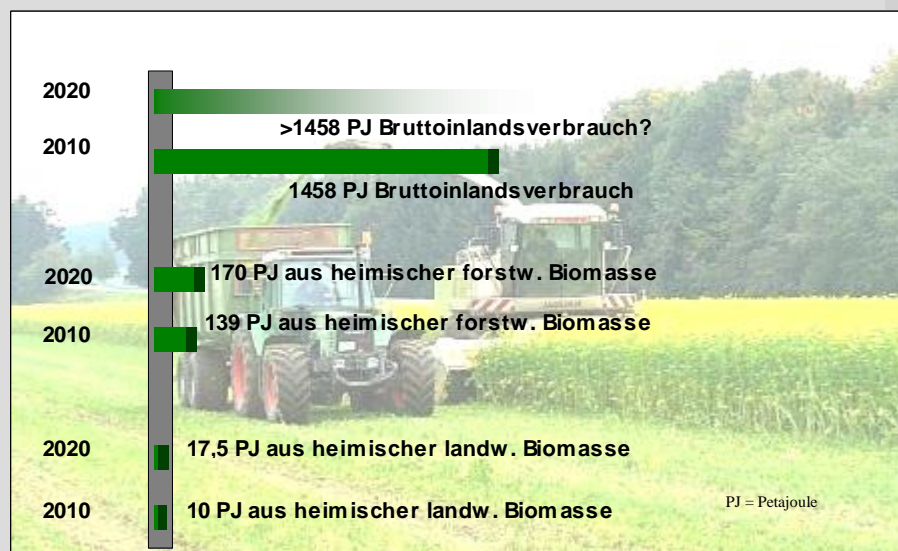 2020
>1458 PJ Bruttoinlandsverbrauch?
2010
1458 PJ Bruttoinlandsverbrauch
2020
170 PJ aus heimischer forstw. Biomasse
2010
139 PJ aus heimischer forstw. Biomasse
2020
17,5 PJ aus heimischer landw. Biomasse
2010
10 PJ aus heimischer landw. Biomasse
PJ = Petajoule